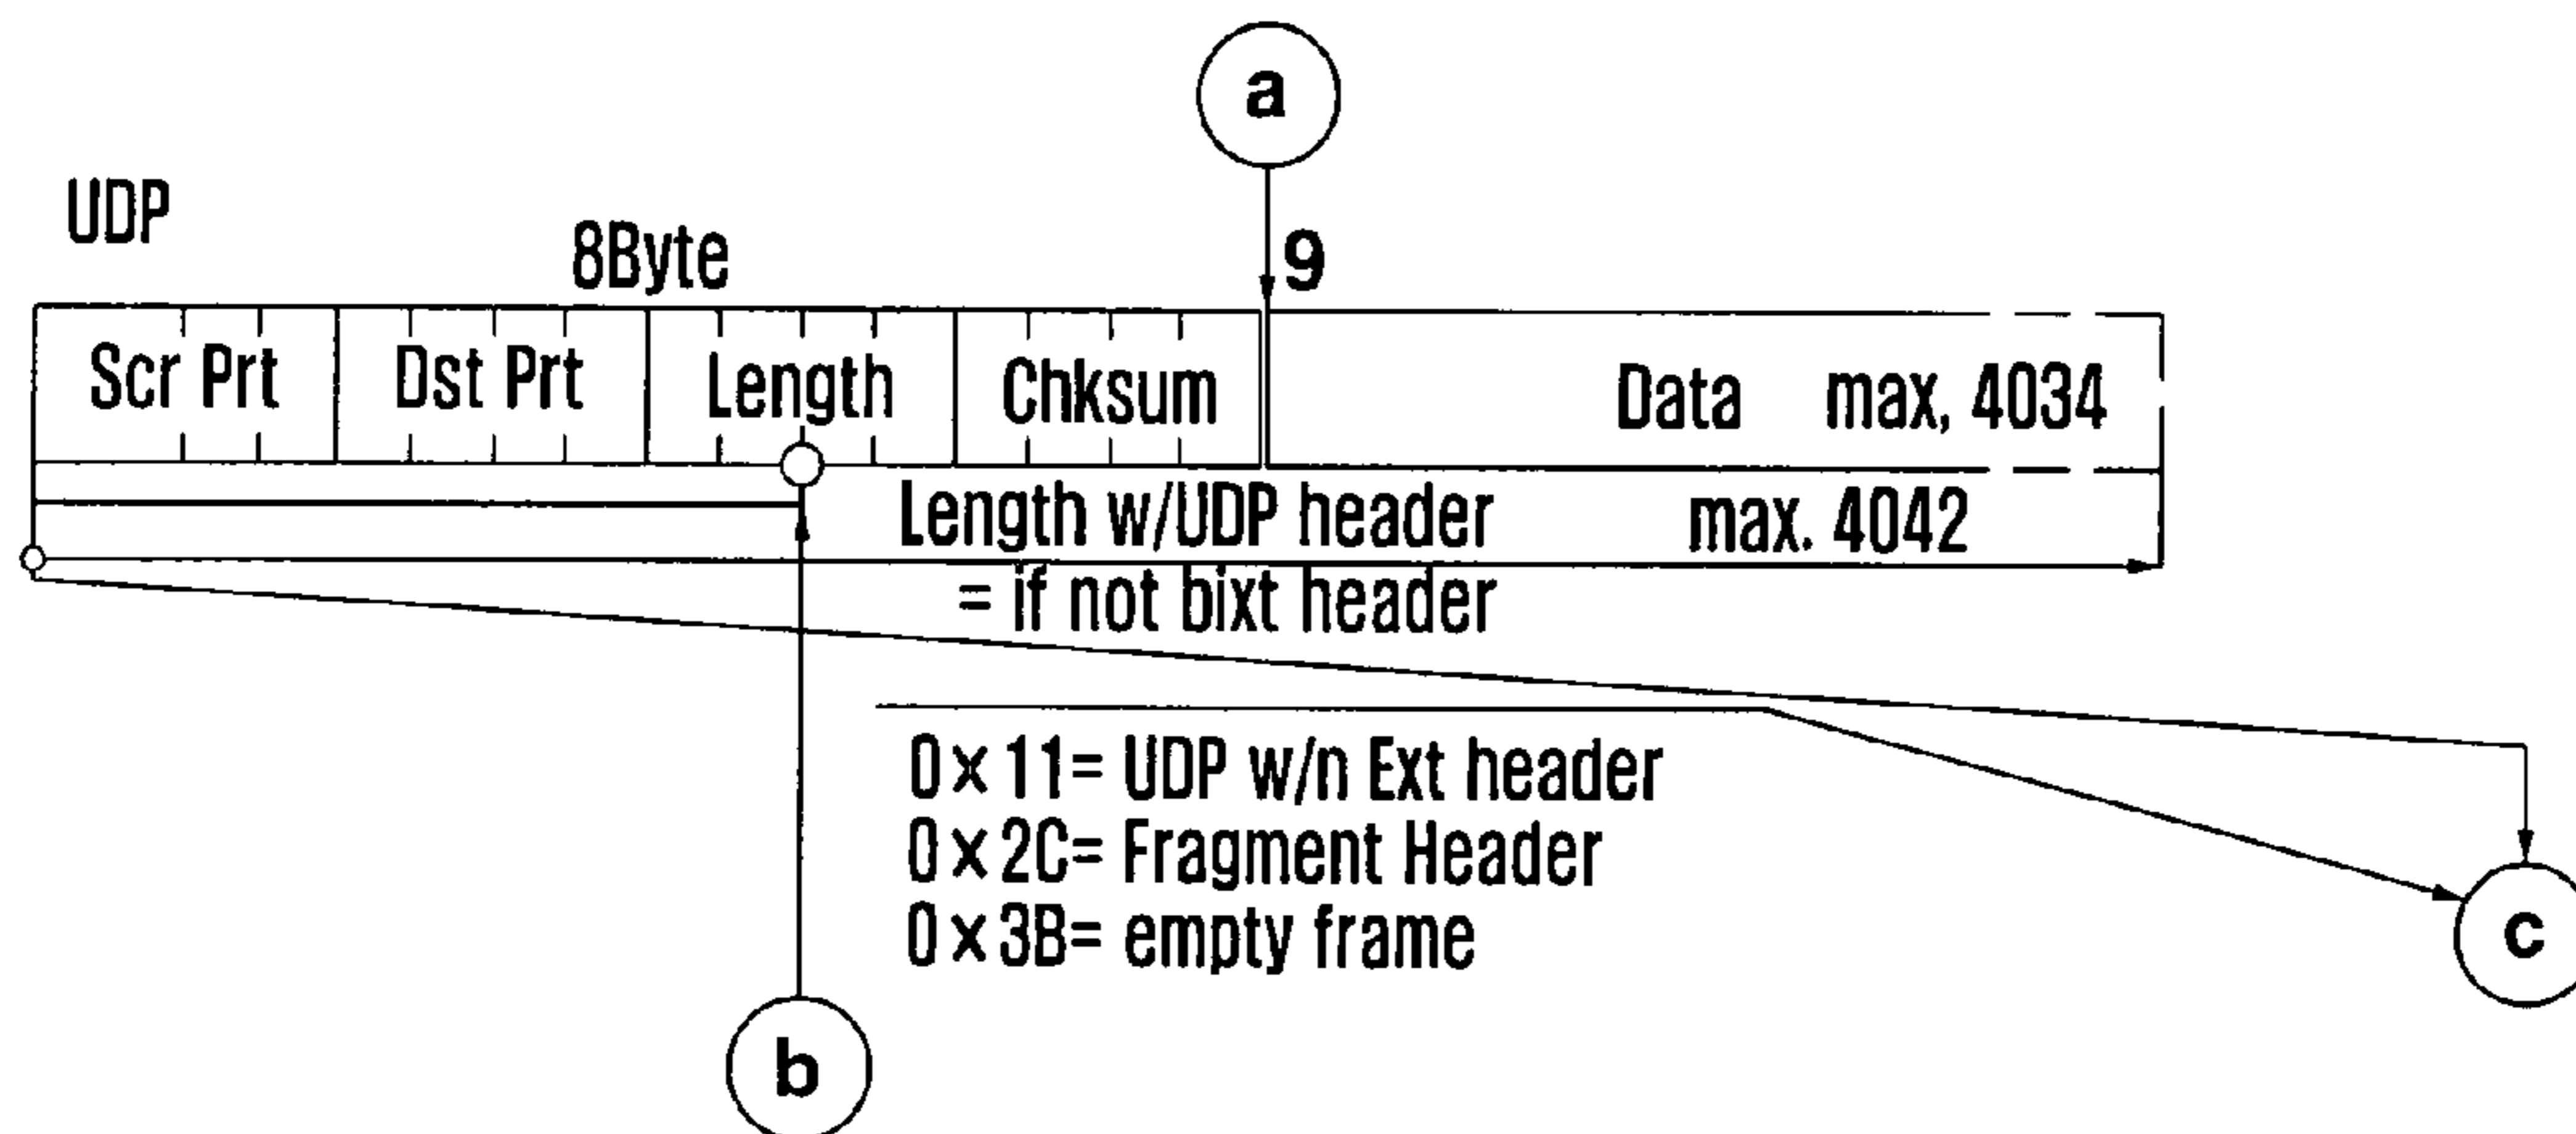 a
UDP
8Byte
9
Scr Prt Dst Prt Length Chksum Data max, 4034
Length w/UDP header max. 4042
= if not bixt header
0×11= UDP w/n Ext header
0×2C= Fragment Header
0×3B= empty frame
c
b